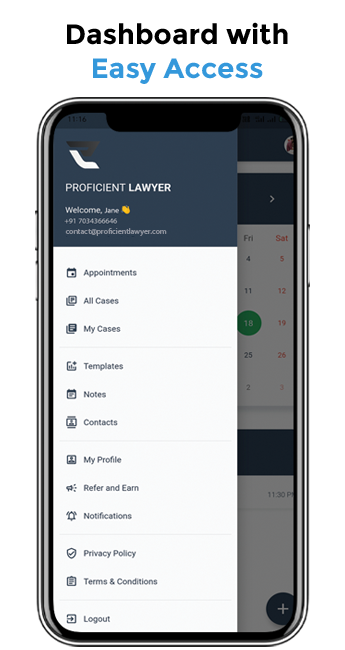 Dashboard with
Easy Access
11:16
PROFICIENT LAWYER
Welcome, Jane 👏
+91 7034366646
contact@proficientlawyer.com
Appointments
All Cases
My Cases
Templates
Notes
Contacts
My Profile
Refer and Earn
Notifications
Privacy Policy
Terms & Conditions
Logout
Fri Sat
4 5
11 12
18 19
25 26
2 3
11:30 PM
+